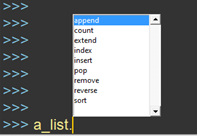 >>>
append
>>>
count
extend
>>>
index
>>>
insert
pop
>>>
remove
>>>
reverse
sort
>>>
>>> a_list.